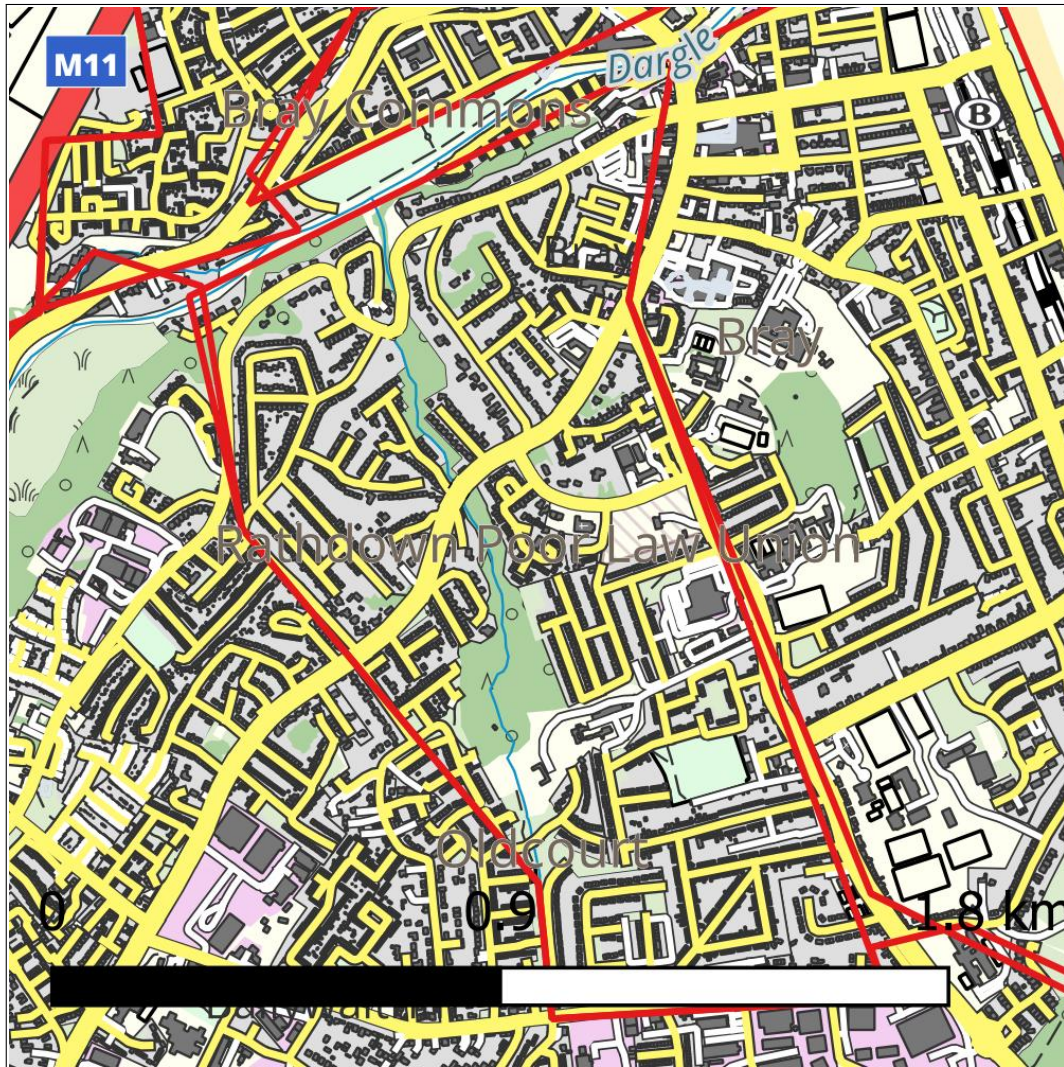 M11
Dargle
Bray Commons
B
Bray
Rathdown Poor Law Union
Oldcourt
0 0.9 1.8 km